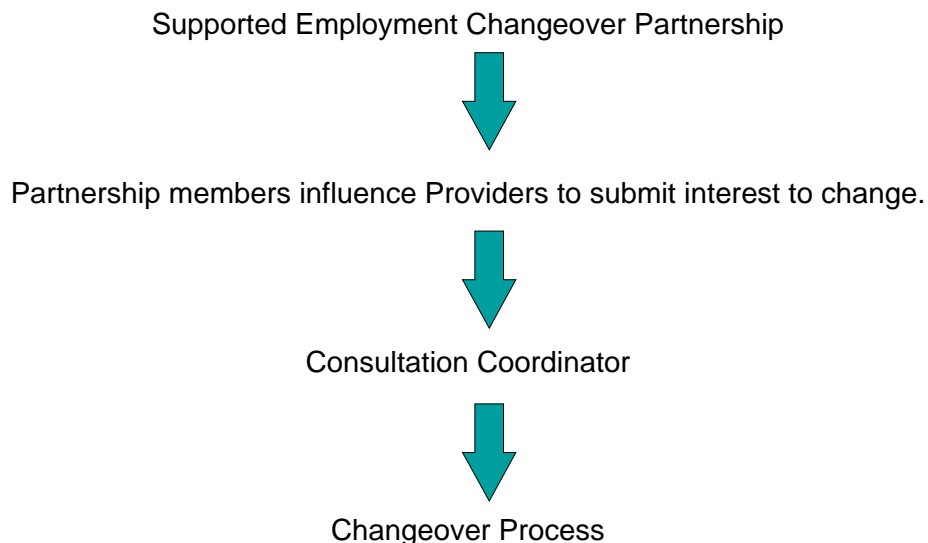 Supported Employment Changeover Partnership
Partnership members influence Providers to submit interest to change.
Consultation Coordinator
Changeover Process